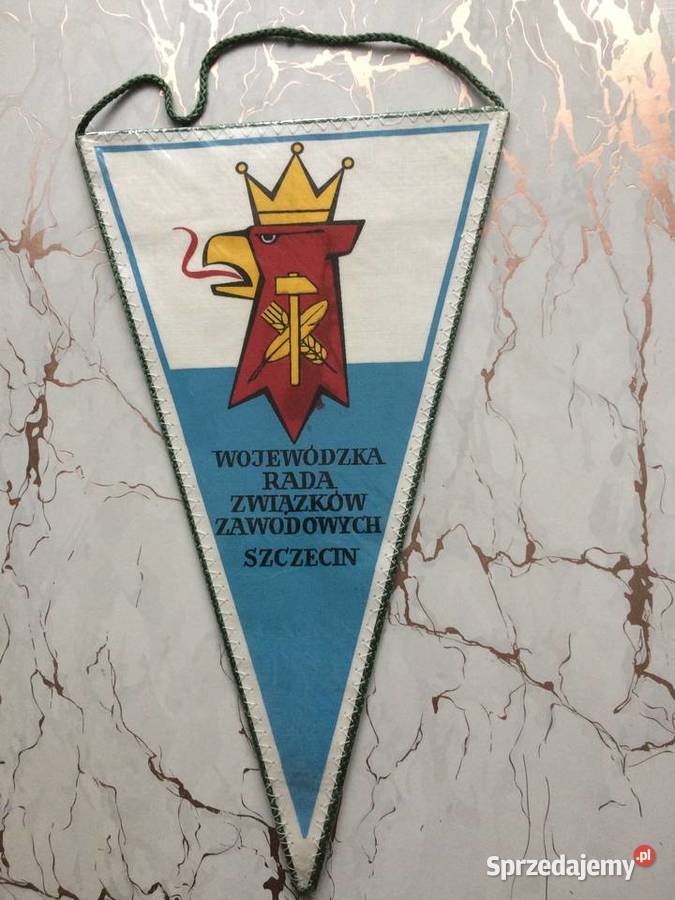 WOJEWÓDZKA
RADA
ZWIĄZKÓW
ZAWODOWYCH
SZCZECIN
Sprzedajemy.pl